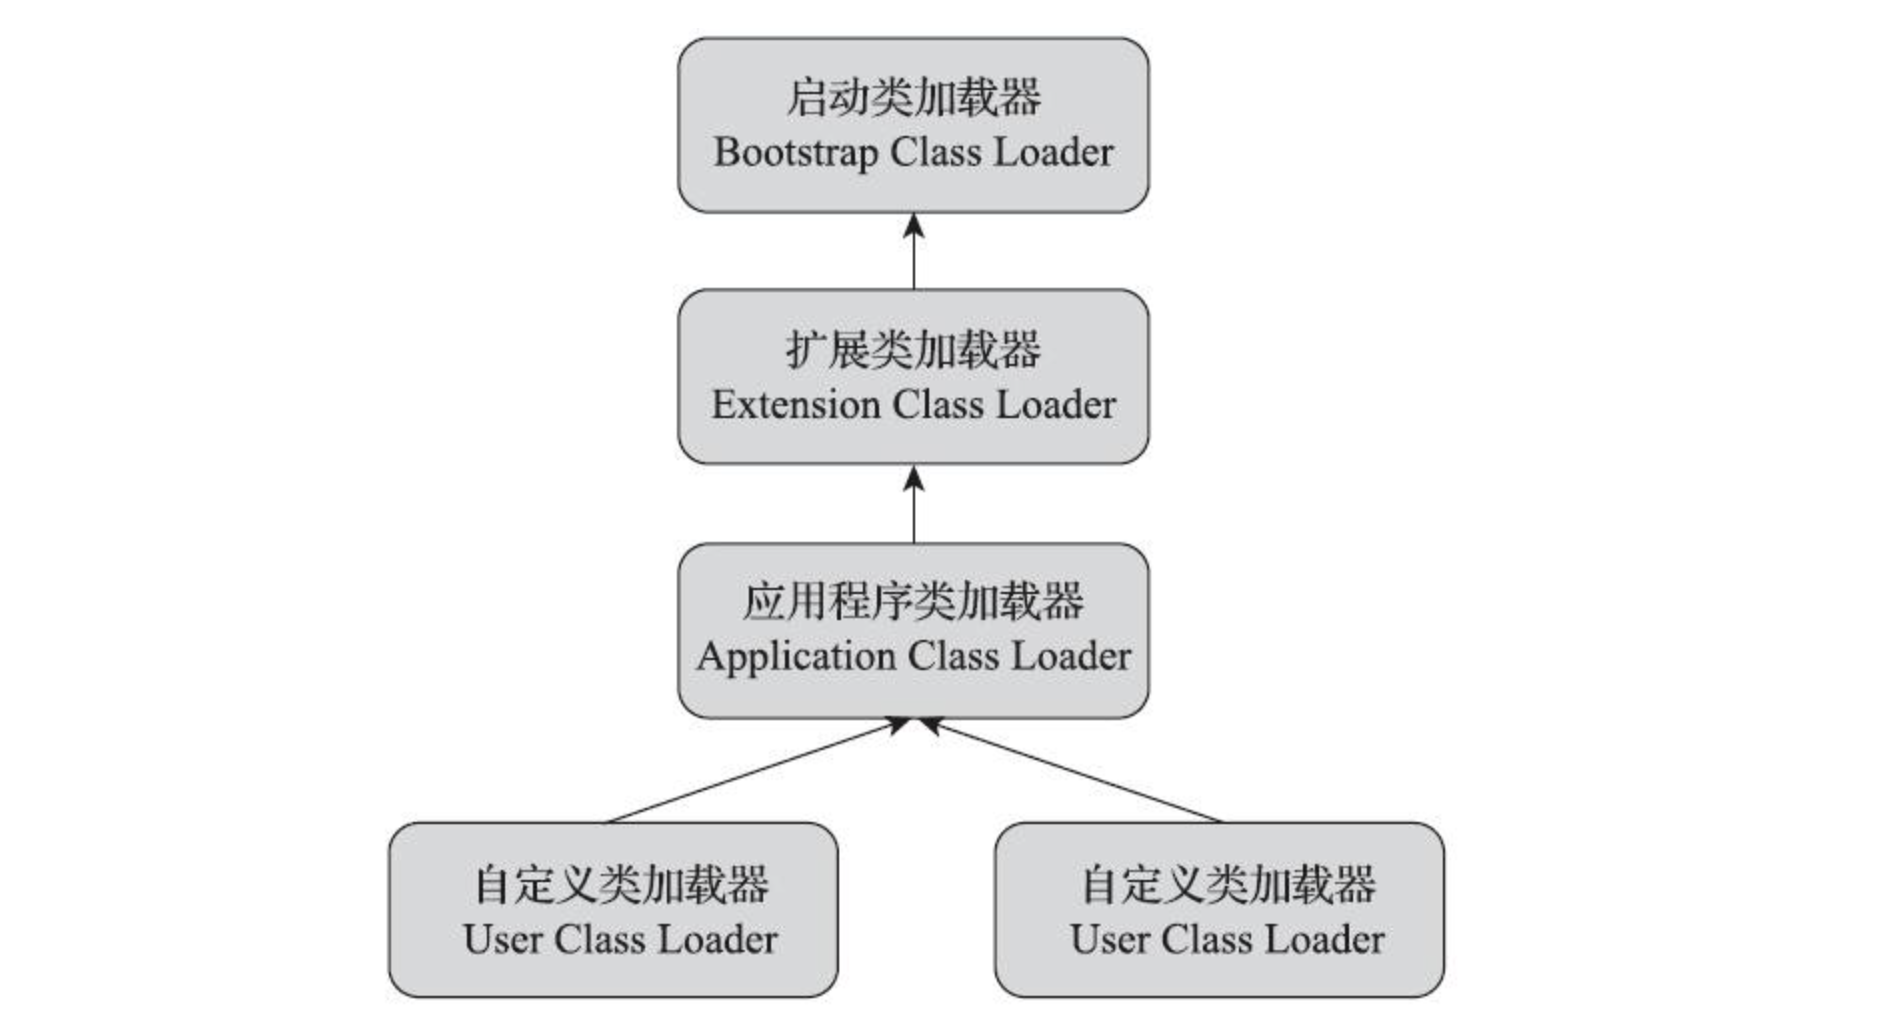 启动类加载器
Bootstrap Class Loader
扩展类加载器
Extension Class Loader
应用程序类加载器
Application Class Loader
自定义类加载器
User Class Loader
自定义类加载器
User Class Loader